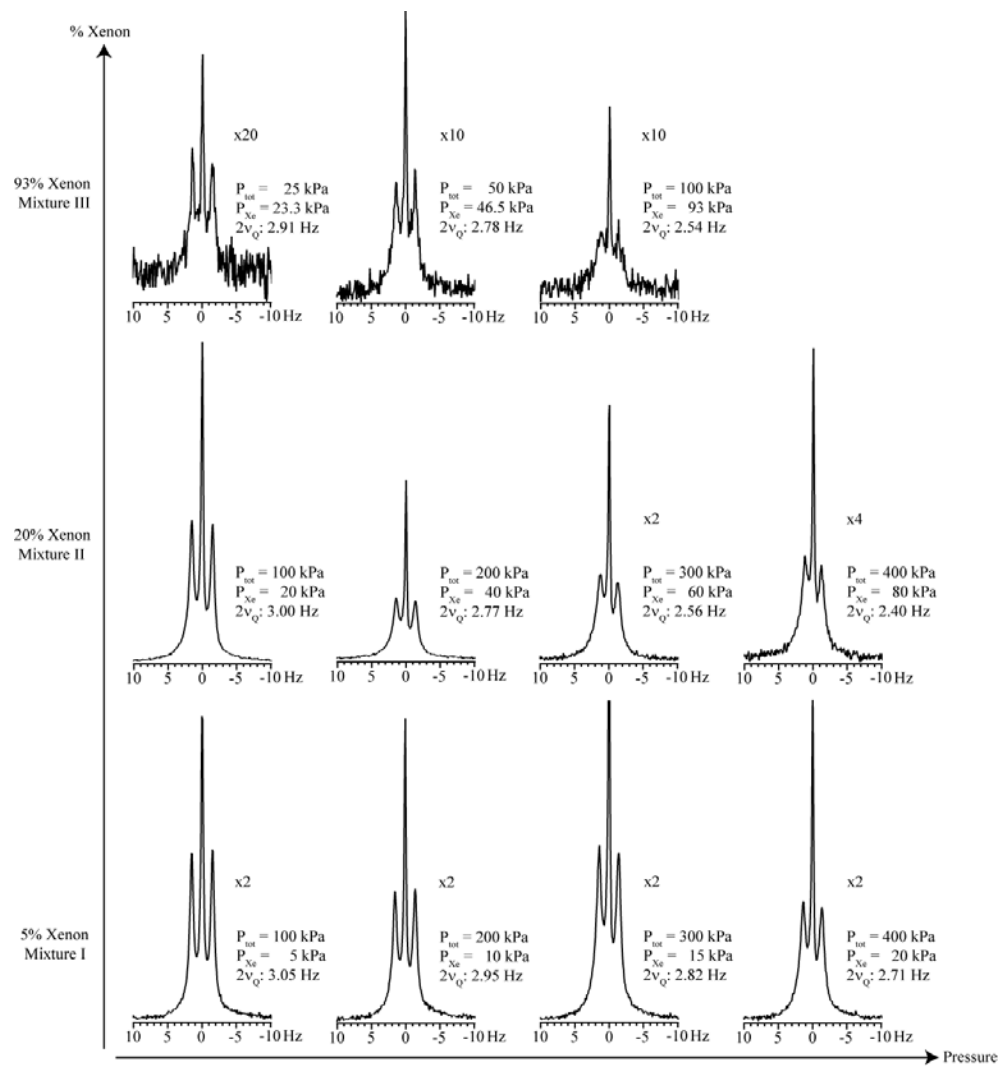 % Xenon
93% Xenon
Mixture III
x20
P_tot = 25 kPa
P_Xe = 23.3 kPa
2ν_Q: 2.91 Hz
10 5 0 -5 -10 Hz
x10
P_tot = 50 kPa
P_Xe = 46.5 kPa
2ν_Q: 2.78 Hz
10 5 0 -5 -10 Hz
x10
P_tot = 100 kPa
P_Xe = 93 kPa
2ν_Q: 2.54 Hz
10 5 0 -5 -10 Hz
20% Xenon
Mixture II
P_tot = 100 kPa
P_Xe = 20 kPa
2ν_Q: 3.00 Hz
10 5 0 -5 -10 Hz
P_tot = 200 kPa
P_Xe = 40 kPa
2ν_Q: 2.77 Hz
10 5 0 -5 -10 Hz
x2
P_tot = 300 kPa
P_Xe = 60 kPa
2ν_Q: 2.56 Hz
10 5 0 -5 -10 Hz
x4
P_tot = 400 kPa
P_Xe = 80 kPa
2ν_Q: 2.40 Hz
10 5 0 -5 -10 Hz
5% Xenon
Mixture I
x2
P_tot = 100 kPa
P_Xe = 5 kPa
2ν_Q: 3.05 Hz
10 5 0 -5 -10 Hz
x2
P_tot = 200 kPa
P_Xe = 10 kPa
2ν_Q: 2.95 Hz
10 5 0 -5 -10 Hz
x2
P_tot = 300 kPa
P_Xe = 15 kPa
2ν_Q: 2.82 Hz
10 5 0 -5 -10 Hz
x2
P_tot = 400 kPa
P_Xe = 20 kPa
2ν_Q: 2.71 Hz
10 5 0 -5 -10 Hz
Pressure